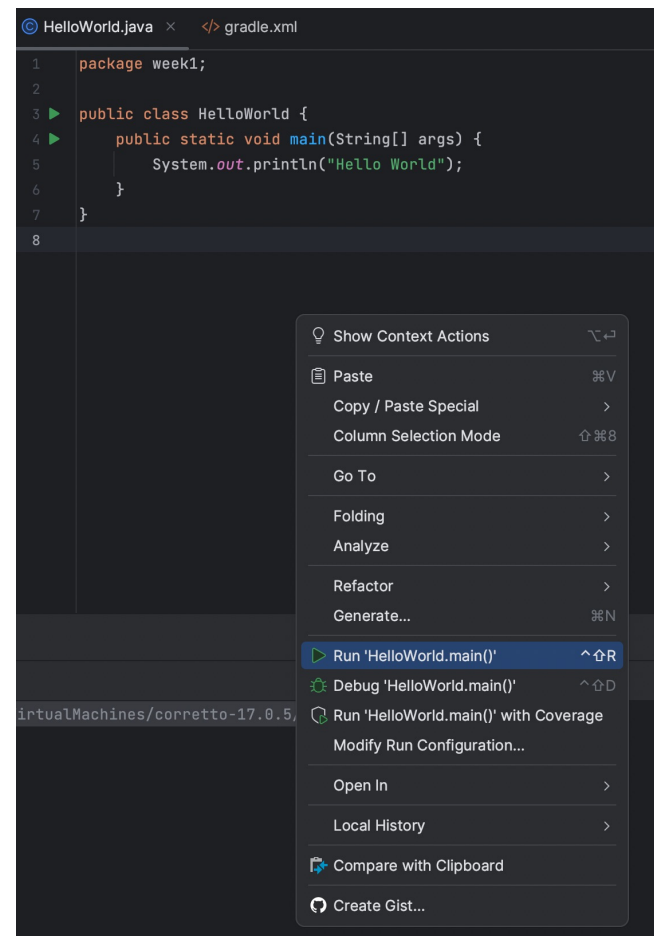 HelloWorld.java
gradle.xml
1 package week1;
2
3 public class HelloWorld {
4 public static void main(String[] args) {
5 System.out.println("Hello World");
6 }
7 }
8
Show Context Actions ⌥⏎
Paste ⌘V
Copy / Paste Special
Column Selection Mode ⇧⌘8
Go To
Folding
Analyze
Refactor
Generate... ⌘N
Run 'HelloWorld.main()' ^⇧R
Debug 'HelloWorld.main()' ^⇧D
irtualMachines/corretto-17.0.5/
Run 'HelloWorld.main()' with Coverage
Modify Run Configuration...
Open In
Local History
Compare with Clipboard
Create Gist...